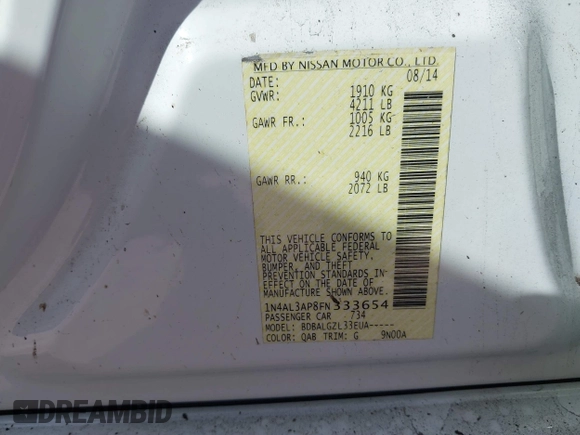 MFD BY NISSAN MOTOR CO., LTD.
DATE: 08/14
GVWR: 1910 KG
4211 LB
GAWR FR.: 1005 KG
2216 LB
GAWR RR.: 940 KG
2072 LB
THIS VEHICLE CONFORMS TO
ALL APPLICABLE FEDERAL
MOTOR VEHICLE SAFETY,
BUMPER, AND THEFT
PREVENTION STANDARDS IN
EFFECT ON THE DATE OF
MANUFACTURE SHOWN ABOVE.
1N4AL3AP8FN333654
PASSENGER CAR 734
MODEL: BDBALGZL33EUA-----
COLOR: QAB TRIM: G 9N00A
DREAMBID